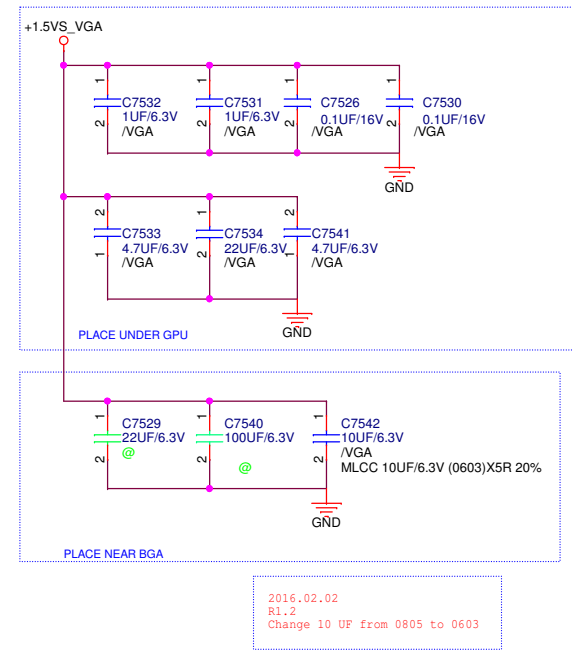 +1.5VS_VGA
1 1 1 1
C7532 C7531 C7526 C7530
1UF/6.3V 1UF/6.3V 0.1UF/16V 0.1UF/16V
2 2 2 2
/VGA /VGA /VGA /VGA
GND
2 1 2
C7533 C7534 C7541
4.7UF/6.3V 22UF/6.3V 4.7UF/6.3V
1 2 1
/VGA /VGA /VGA
GND
PLACE UNDER GPU
1 1 1
C7529 C7540 C7542
22UF/6.3V 100UF/6.3V 10UF/6.3V
2 @ 2 @ 2 /VGA
MLCC 10UF/6.3V (0603)X5R 20%
GND
PLACE NEAR BGA
2016.02.02
R1.2
Change 10 UF from 0805 to 0603